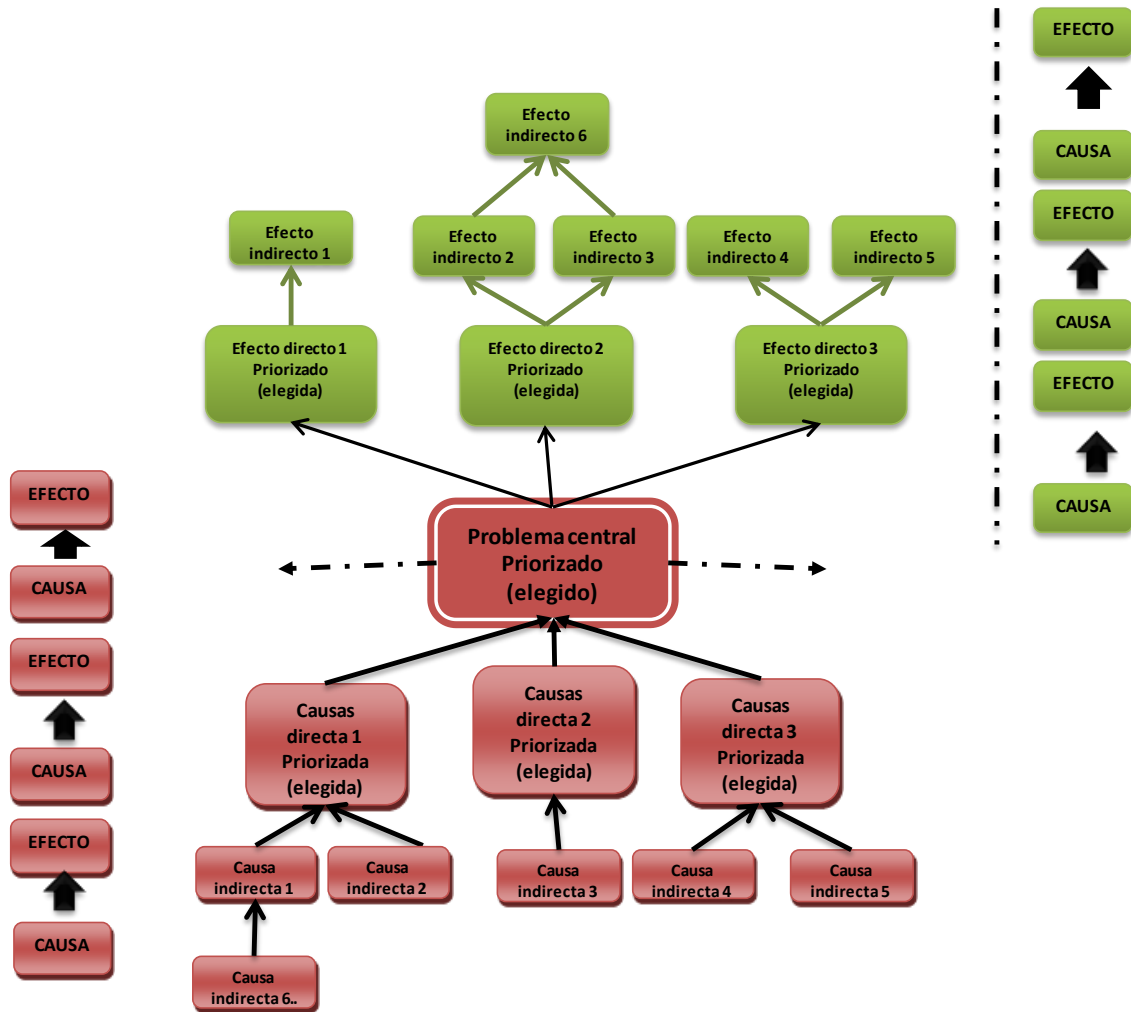 EFECTO
CAUSA
EFECTO
CAUSA
EFECTO
CAUSA
Efecto
indirecto 6
Efecto
indirecto 1
Efecto
indirecto 2
Efecto
indirecto 3
Efecto
indirecto 4
Efecto
indirecto 5
Efecto directo 1
Priorizado
(elegida)
Efecto directo 2
Priorizado
(elegida)
Efecto directo 3
Priorizado
(elegida)
Problema central
Priorizado
(elegido)
EFECTO
CAUSA
EFECTO
CAUSA
EFECTO
CAUSA
Causas
directa 1
Priorizada
(elegida)
Causas
directa 2
Priorizada
(elegida)
Causas
directa 3
Priorizada
(elegida)
Causa
indirecta 1
Causa
indirecta 2
Causa
indirecta 3
Causa
indirecta 4
Causa
indirecta 5
Causa
indirecta 6..